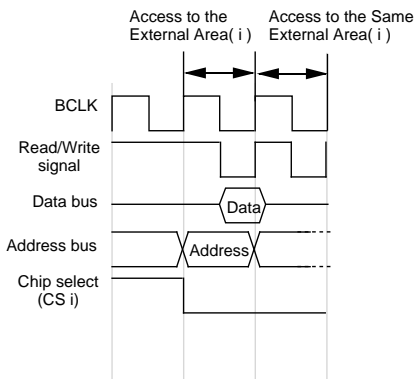 Access to the
External Area( i )
Access to the Same
External Area( i )
BCLK
Read/Write
signal
Data bus
Data
Address bus
Address
Chip select
(CS i)